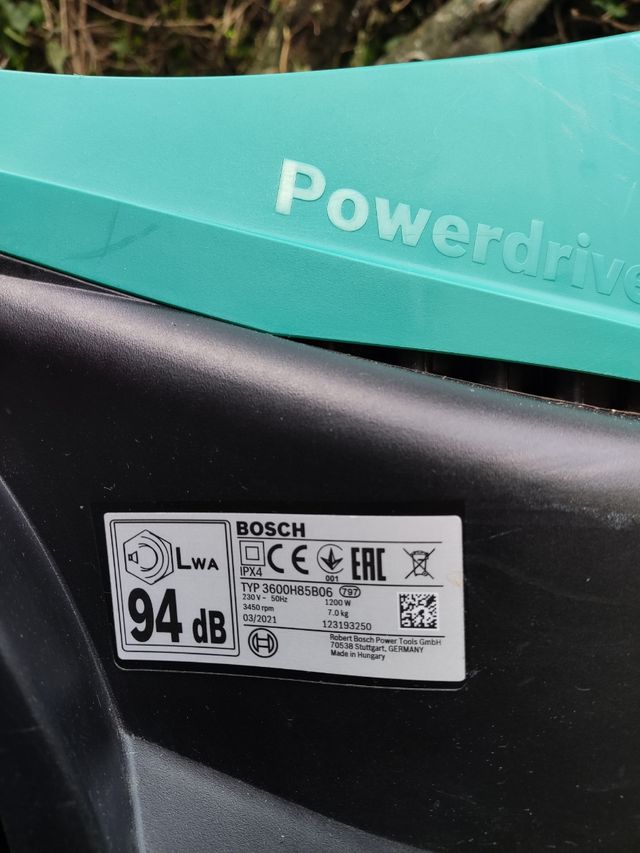 Powerdrive
LWA
94 dB
BOSCH
IPX4
CE
001
EAC
TYP 3600H85B06 797
230 V ~ 50Hz 1200 W
3450 rpm 7.0 kg
03/2021 123193250
Robert Bosch Power Tools GmbH
70538 Stuttgart, GERMANY
Made in Hungary